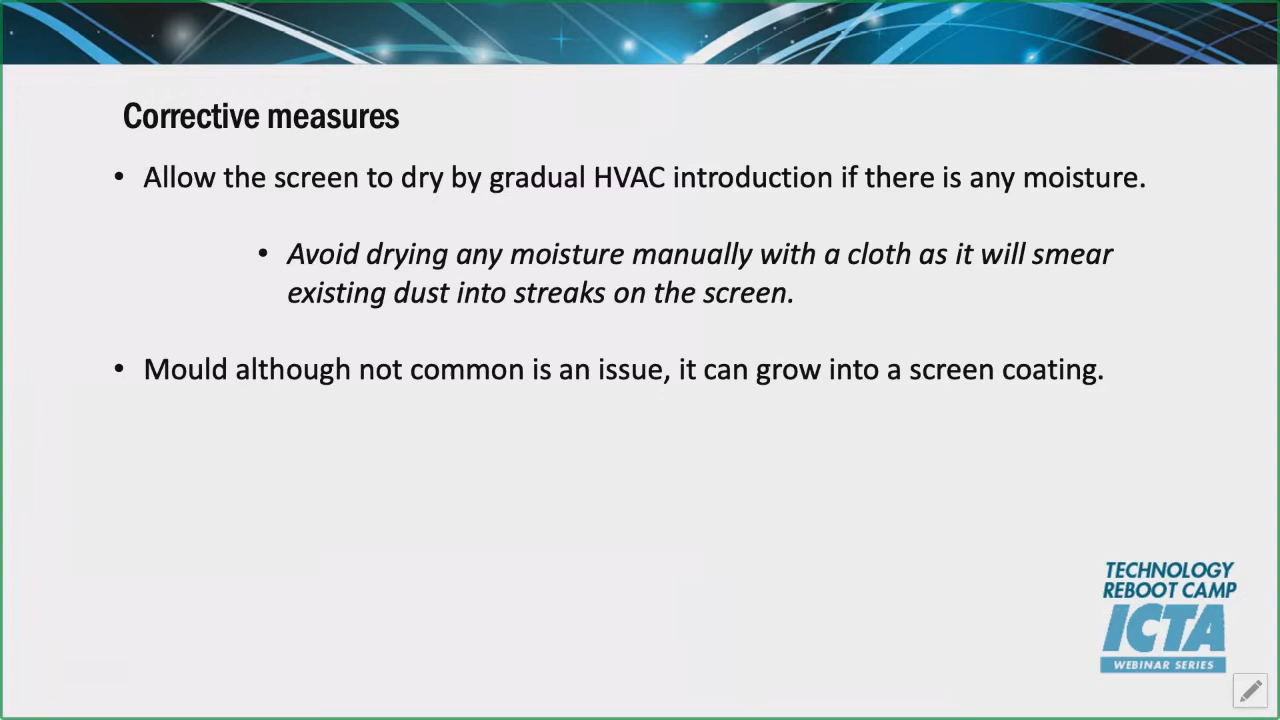 Corrective measures
• Allow the screen to dry by gradual HVAC introduction if there is any moisture.
• Avoid drying any moisture manually with a cloth as it will smear
existing dust into streaks on the screen.
• Mould although not common is an issue, it can grow into a screen coating.
TECHNOLOGY
REBOOT CAMP
ICTA
WEBINAR SERIES